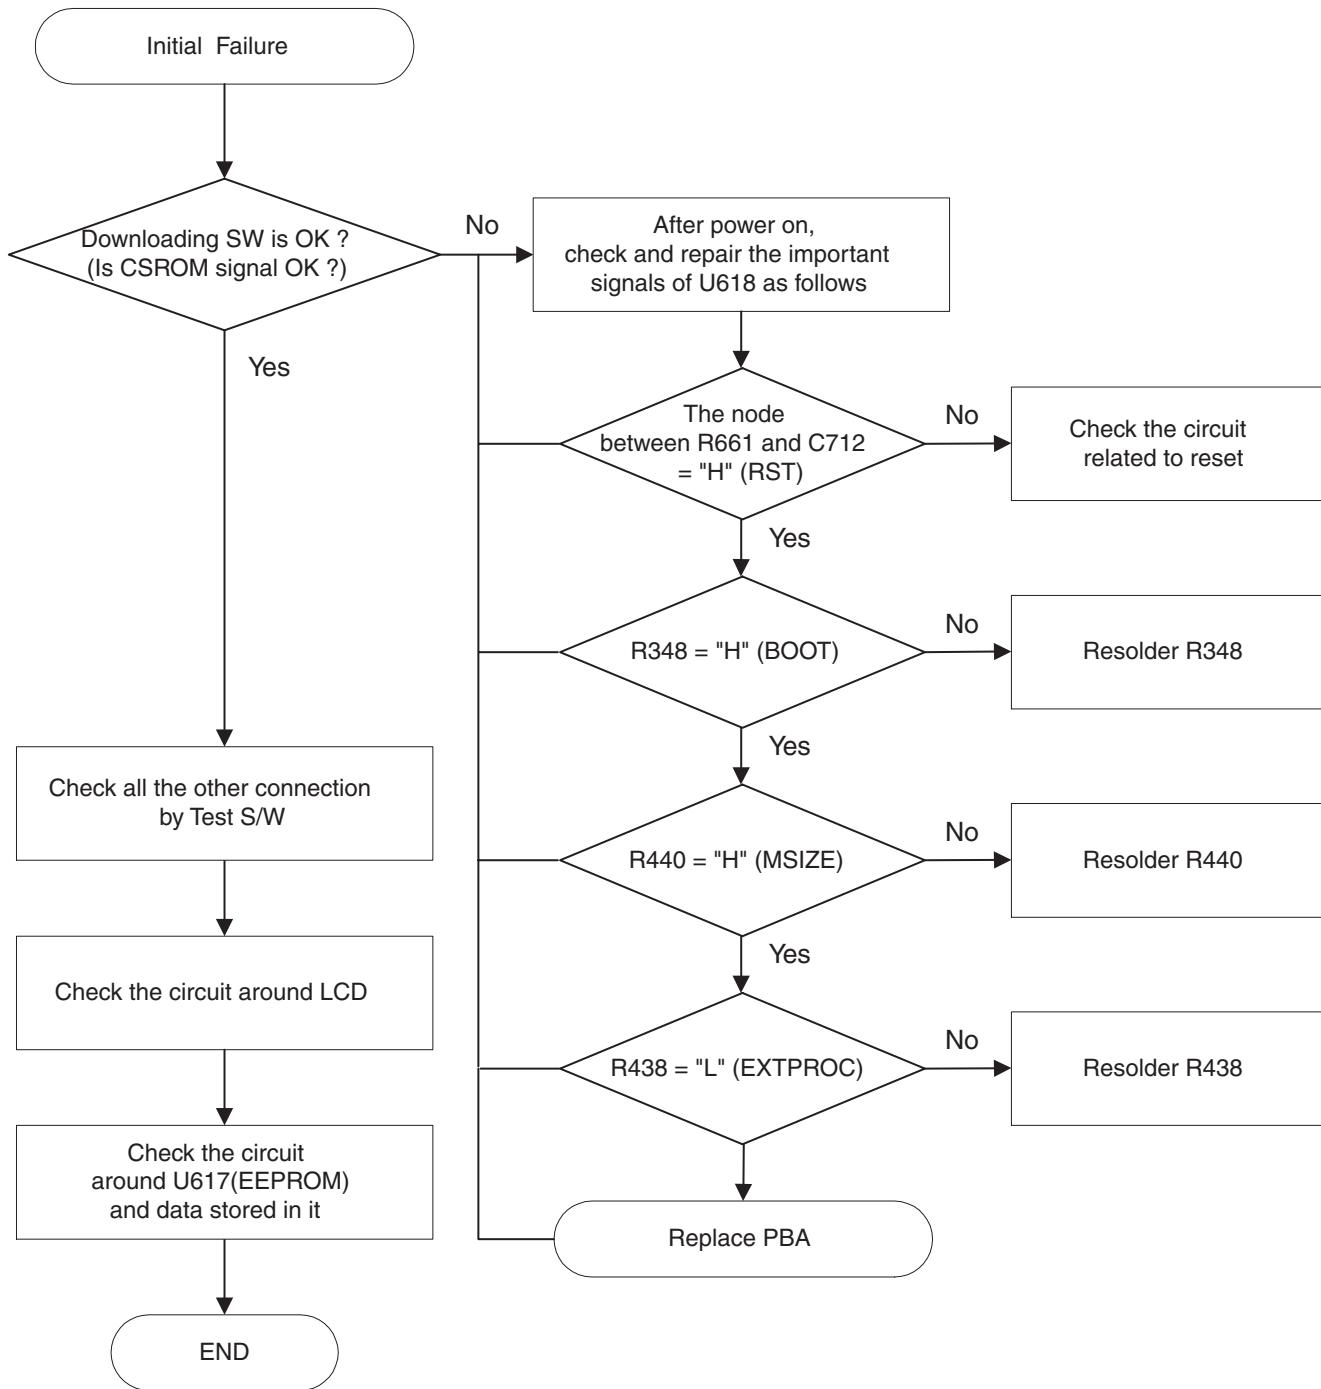 Initial Failure
Downloading SW is OK ?
(Is CSROM signal OK ?)
No
After power on,
check and repair the important
signals of U618 as follows
Yes
The node
between R661 and C712
= "H" (RST)
No
Check the circuit
related to reset
Yes
R348 = "H" (BOOT)
No
Resolder R348
Yes
Check all the other connection
by Test S/W
R440 = "H" (MSIZE)
No
Resolder R440
Yes
Check the circuit around LCD
R438 = "L" (EXTPROC)
No
Resolder R438
Check the circuit
around U617(EEPROM)
and data stored in it
Replace PBA
END